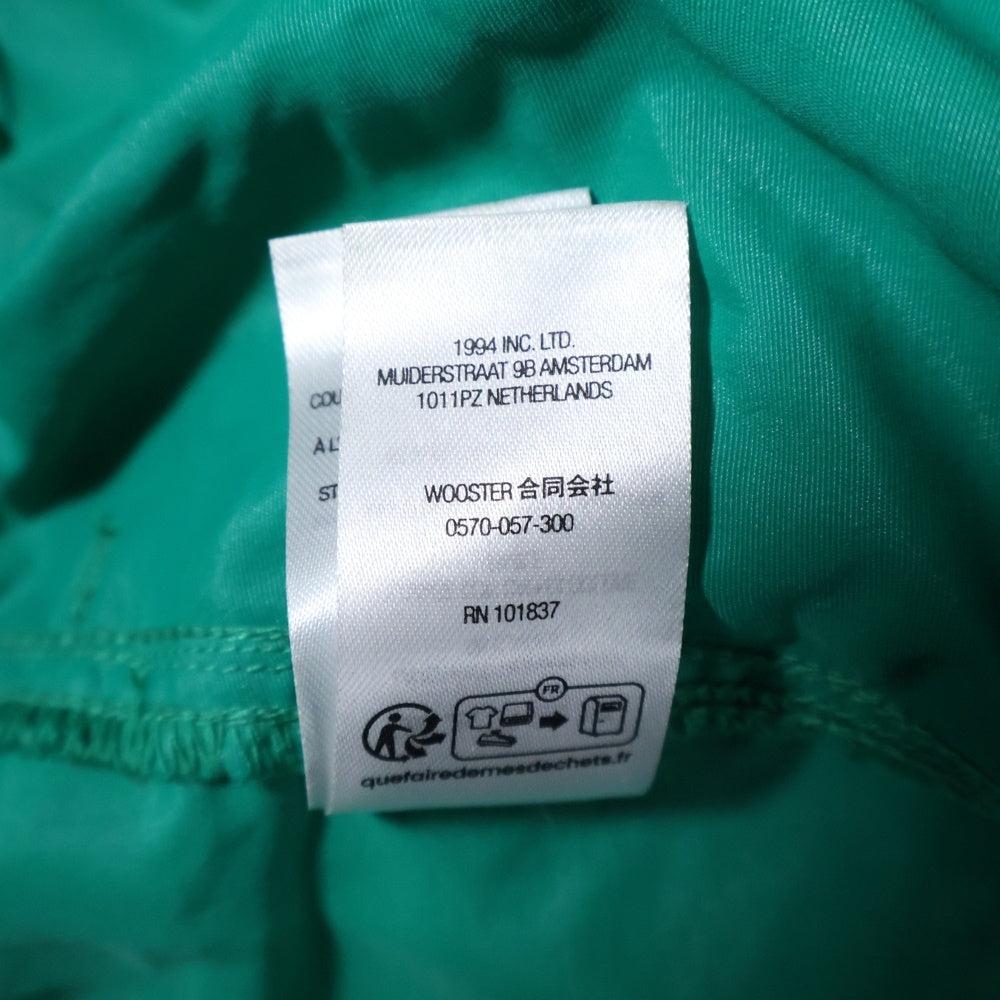 1994 INC. LTD.
MUIDERSTRAAT 9B AMSTERDAM
1011PZ NETHERLANDS
WOOSTER 合同会社
0570-057-300
RN 101837
FR
quefairedemesdechets.fr